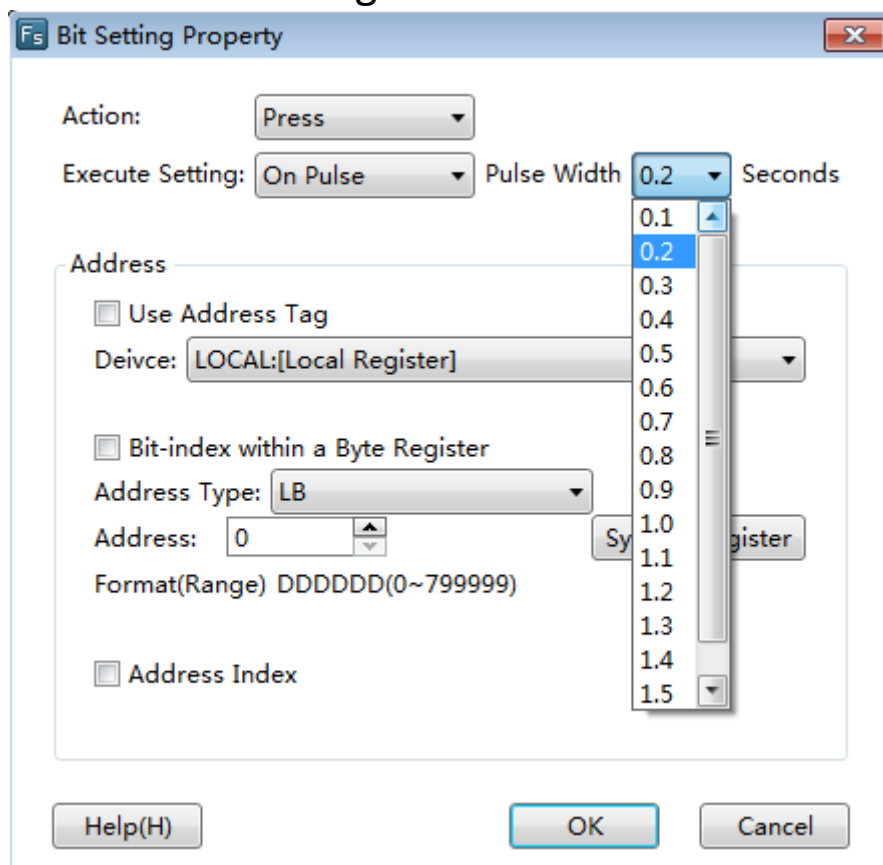 Fs Bit Setting Property
Action: Press
Execute Setting: On Pulse Pulse Width 0.2 Seconds
0.1
0.2
0.3
0.4
0.5
0.6
0.7
0.8
0.9
1.0
1.1
1.2
1.3
1.4
1.5
Address
Use Address Tag
Deivce: LOCAL:[Local Register]
Bit-index within a Byte Register
Address Type: LB
Address: 0
Format(Range) DDDDDD(0~799999)
Address Index
Help(H) OK Cancel